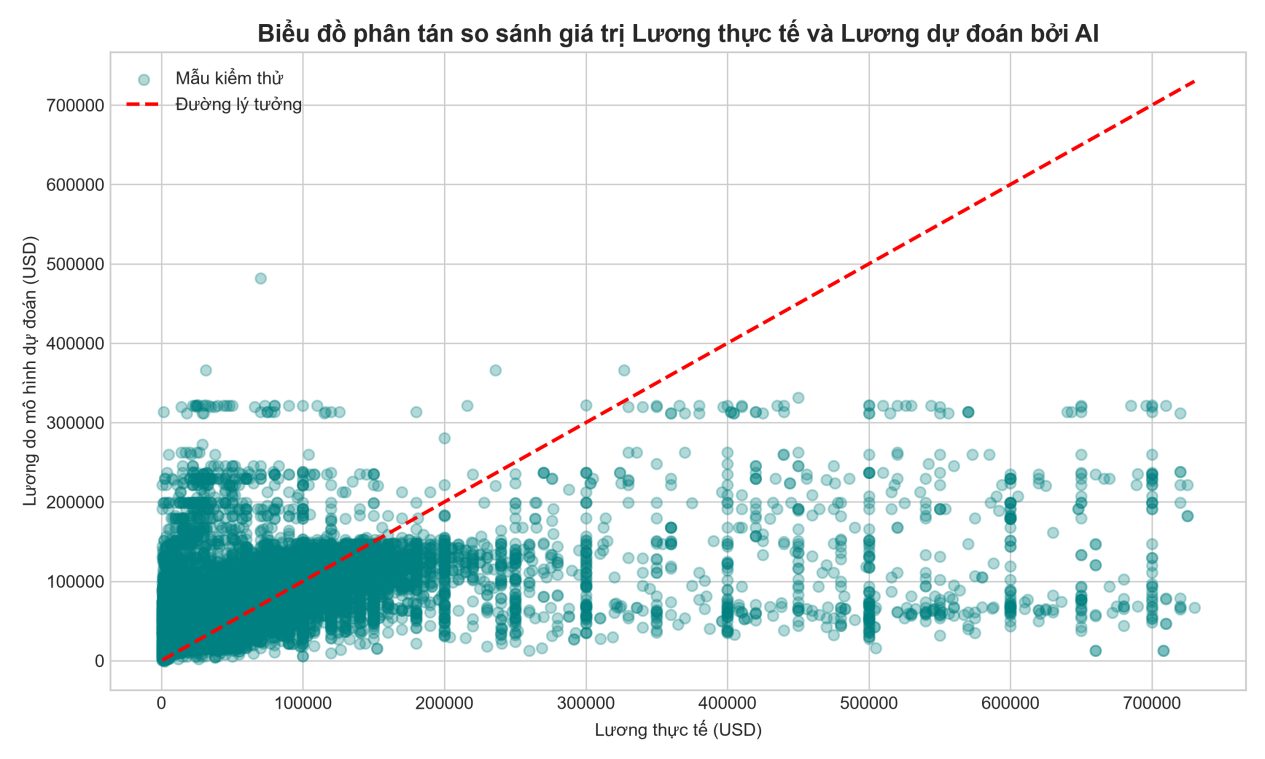 Biểu đồ phân tán so sánh giá trị Lương thực tế và Lương dự đoán bởi AI
Mẫu kiểm thử
Đường lý tưởng
Lương do mô hình dự đoán (USD)
700000
600000
500000
400000
300000
200000
100000
0
0 100000 200000 300000 400000 500000 600000 700000
Lương thực tế (USD)